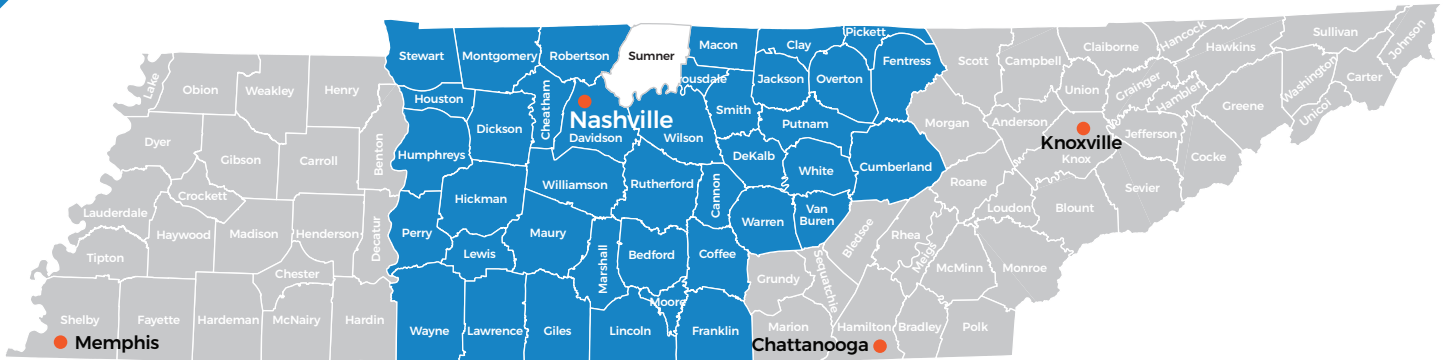 Stewart
Montgomery
Robertson
Sumner
Macon
Clay
Pickett
Fentress
Scott
Campbell
Claiborne
Hancock
Hawkins
Sullivan
Johnson
Lake
Obion
Weakley
Henry
Houston
Dickson
Cheatham
Nashville
Davidson
Wilson
ousdale
Smith
Jackson
Overton
Putnam
Morgan
Anderson
Union
Grainger
Hamblen
Greene
Washington
Unicoi
Carter
Dyer
Gibson
Carroll
Benton
Humphreys
Hickman
Williamson
Rutherford
Cannon
DeKalb
White
Cumberland
Roane
Knoxville
Knox
Jefferson
Cocke
Sevier
Blount
Loudon
Lauderdale
Crockett
Haywood
Madison
Henderson
Decatur
Perry
Lewis
Maury
Marshall
Bedford
Coffee
Warren
Van
Buren
Bledsoe
Rhea
Meigs
McMinn
Monroe
Tipton
Chester
Moore
Grundy
Sequatchie
Shelby
Memphis
Fayette
Hardeman
McNairy
Hardin
Wayne
Lawrence
Giles
Lincoln
Franklin
Marion
Chattanooga
Hamilton
Bradley
Polk